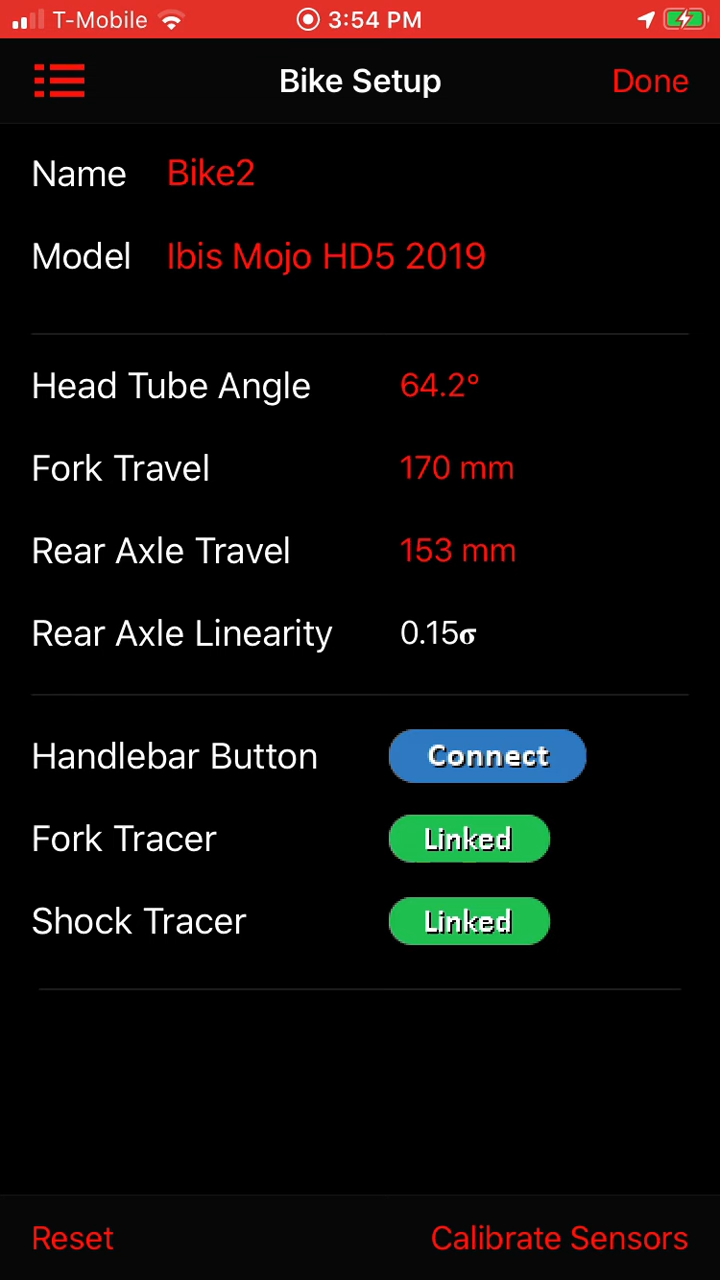 T-Mobile 3:54 PM
Bike Setup Done
Name Bike2
Model Ibis Mojo HD5 2019
Head Tube Angle 64.2°
Fork Travel 170 mm
Rear Axle Travel 153 mm
Rear Axle Linearity 0.15σ
Handlebar Button Connect
Fork Tracer Linked
Shock Tracer Linked
Reset Calibrate Sensors